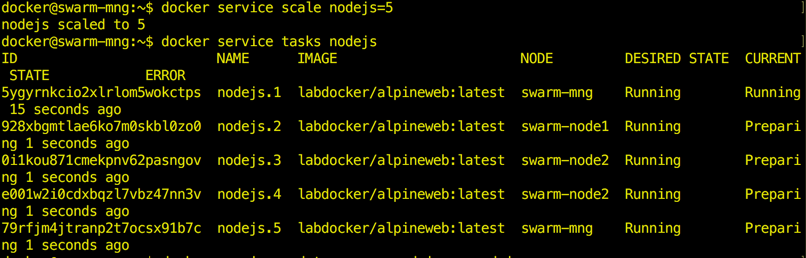 docker@swarm-mng:~$ docker service scale nodejs=5 ]
nodejs scaled to 5
docker@swarm-mng:~$ docker service tasks nodejs ]
ID NAME IMAGE NODE DESIRED STATE CURRENT
STATE ERROR
5ygyrnkcio2xlrlom5wokctps nodejs.1 labdocker/alpineweb:latest swarm-mng Running Running
15 seconds ago
928xbgmtlae6ko7m0skbl0zo0 nodejs.2 labdocker/alpineweb:latest swarm-node1 Running Prepari
ng 1 seconds ago
0i1kou871cmekpnv62pasngov nodejs.3 labdocker/alpineweb:latest swarm-node2 Running Prepari
ng 1 seconds ago
e001w2i0cdxbqzl7vbz47nn3v nodejs.4 labdocker/alpineweb:latest swarm-node2 Running Prepari
ng 1 seconds ago
79rfjm4jtranp2t7ocsx91b7c nodejs.5 labdocker/alpineweb:latest swarm-mng Running Prepari
ng 1 seconds ago